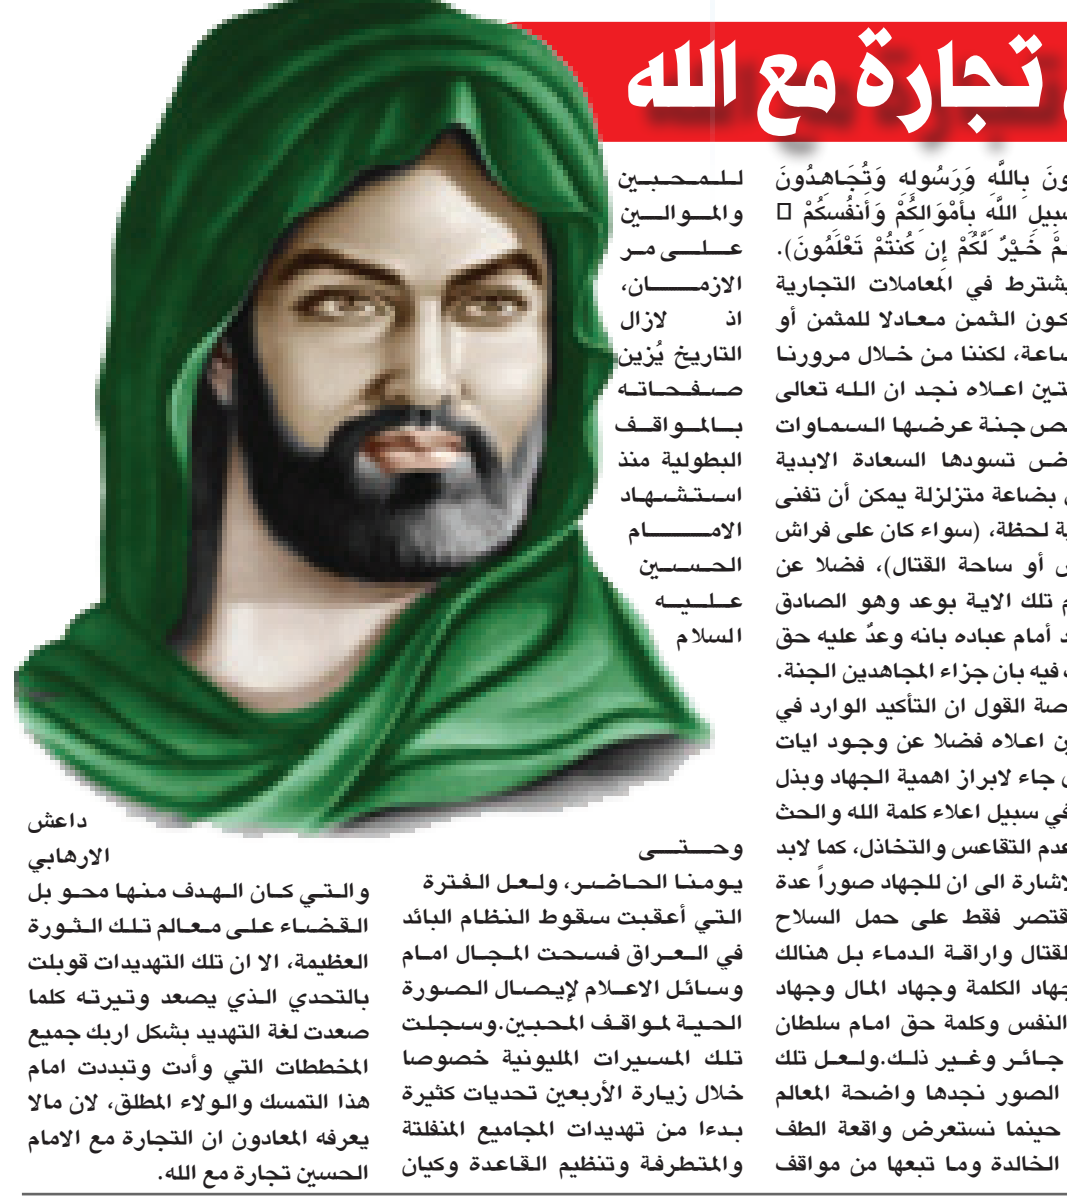 تجارة مع الله
بِاللَّهِ وَرَسُولِهِ وَتُجَاهِدُونَ
اللَّهِ بِأَمْوَالِكُمْ وَأَنفُسِكُمْ
خَيْرٌ لَّكُمْ إِن كُنتُمْ تَعْلَمُونَ).
في المعاملات التجارية
الثمن معادلا للمثمن أو
لكننا من خلال مرورنا
اعلاه نجد ان الله تعالى
جنة عرضها السماوات
تسودها السعادة الابدية
بضاعة متزلزلة يمكن أن تفنى
لحظة، (سواء كان على فراش
أو ساحة القتال)، فضلا عن
تلك الاية بوعد وهو الصادق
أمام عباده بانه وعدٌ عليه حق
فيه بان جزاء المجاهدين الجنة.
القول ان التأكيد الوارد في
اعلاه فضلا عن وجود ايات
جاء لابراز اهمية الجهاد وبذل
في سبيل اعلاء كلمة الله والحث
عدم التقاعس والتخاذل، كما لابد
الى ان للجهاد صوراً عدة
فقط على حمل السلاح
واراقة الدماء بل هنالك
الكلمة وجهاد المال وجهاد
النفس وكلمة حق امام سلطان
جائر وغير ذلك.ولعل تلك
الصور نجدها واضحة المعالم
حينما نستعرض واقعة الطف
الخالدة وما تبعها من مواقف
للمحبين
والموالين
على مر
الازمان،
اذ لازال
التاريخ يُزين
صفحاته
بالمواقف
البطولية منذ
استشهاد
الامام
الحسين
عليه
السلام
وحتى
يومنا الحاضر، ولعل الفترة
التي أعقبت سقوط النظام البائد
في العراق فسحت المجال امام
وسائل الاعلام لإيصال الصورة
الحية لمواقف المحبين.وسجلت
تلك المسيرات المليونية خصوصا
خلال زيارة الأربعين تحديات كثيرة
بدءا من تهديدات المجاميع المنفلتة
والمتطرفة وتنظيم القاعدة وكيان
داعش
الارهابي
والتي كان الهدف منها محو بل
القضاء على معالم تلك الثورة
العظيمة، الا ان تلك التهديدات قوبلت
بالتحدي الذي يصعد وتيرته كلما
صعدت لغة التهديد بشكل اربك جميع
المخططات التي وأدت وتبددت امام
هذا التمسك والولاء المطلق، لان مالا
يعرفه المعادون ان التجارة مع الامام
الحسين تجارة مع الله.